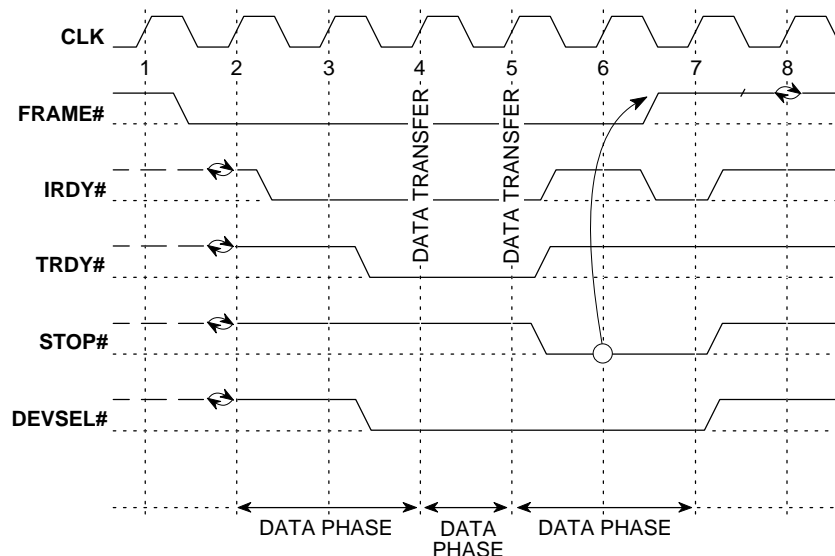 CLK
1 2 3 4 5 6 7 8
FRAME#
IRDY#
TRDY#
STOP#
DEVSEL#
DATA TRANSFER
DATA TRANSFER
DATA PHASE
DATA
PHASE
DATA PHASE